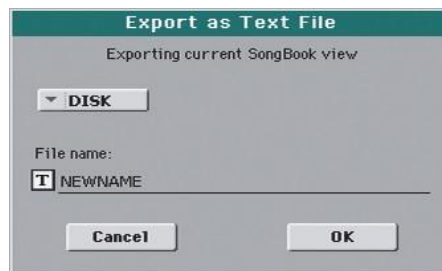 Export as Text File
Exporting current SongBook view
DISK
File name:
T NEWNAME
Cancel OK